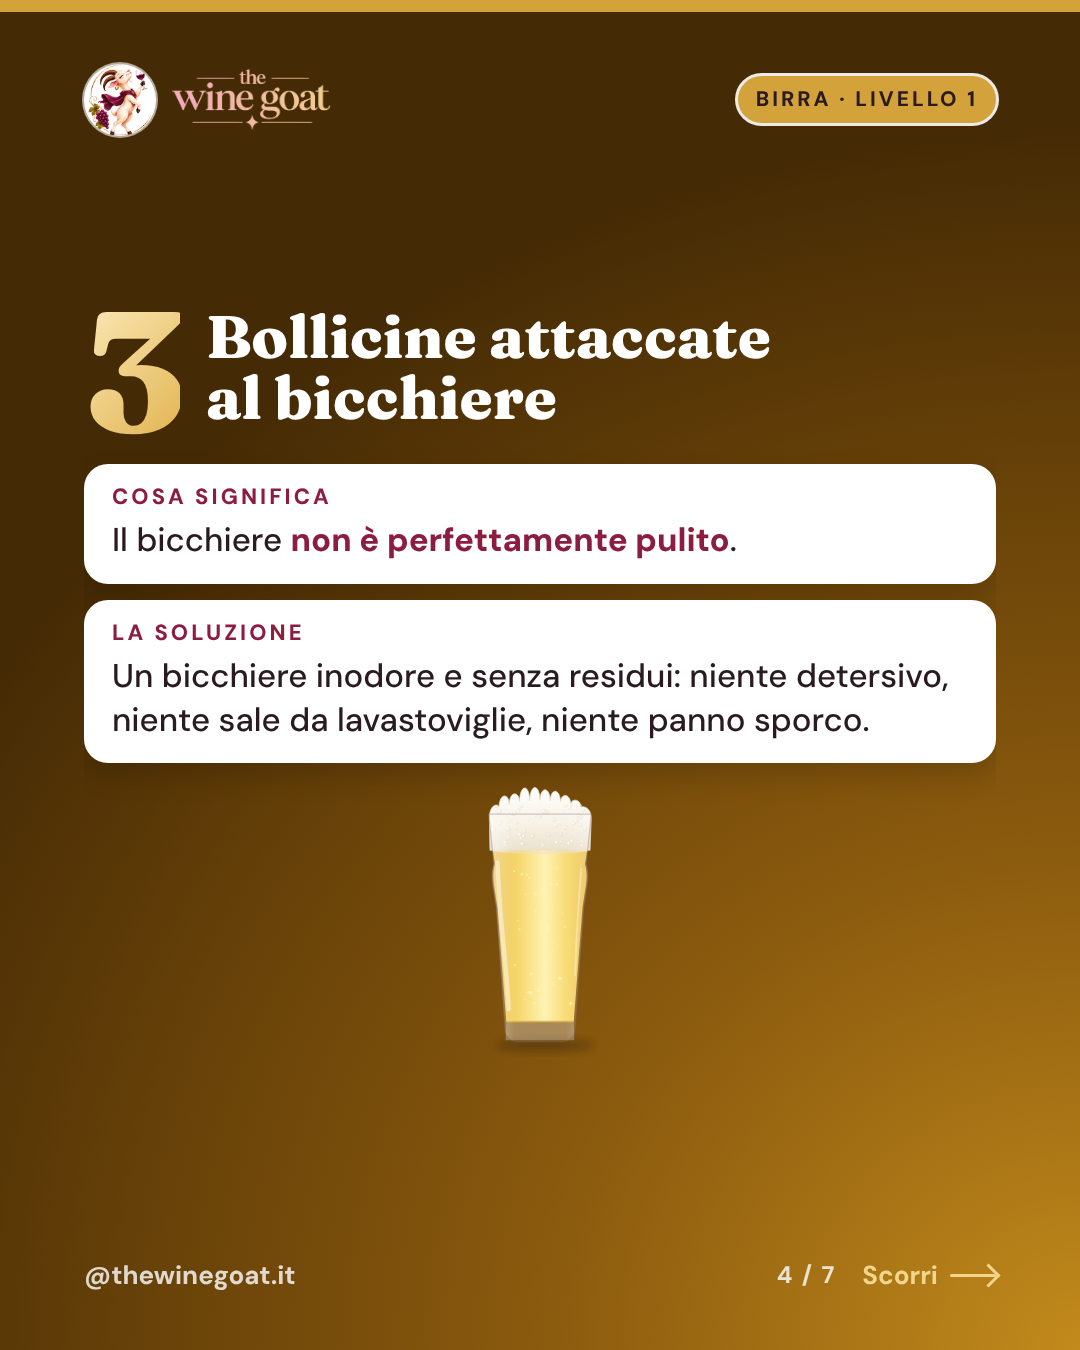 the
wine goat
BIRRA · LIVELLO 1
3
Bollicine attaccate
al bicchiere
COSA SIGNIFICA
Il bicchiere non è perfettamente pulito.
LA SOLUZIONE
Un bicchiere inodore e senza residui: niente detersivo,
niente sale da lavastoviglie, niente panno sporco.
@thewinegoat.it
4 / 7 Scorri